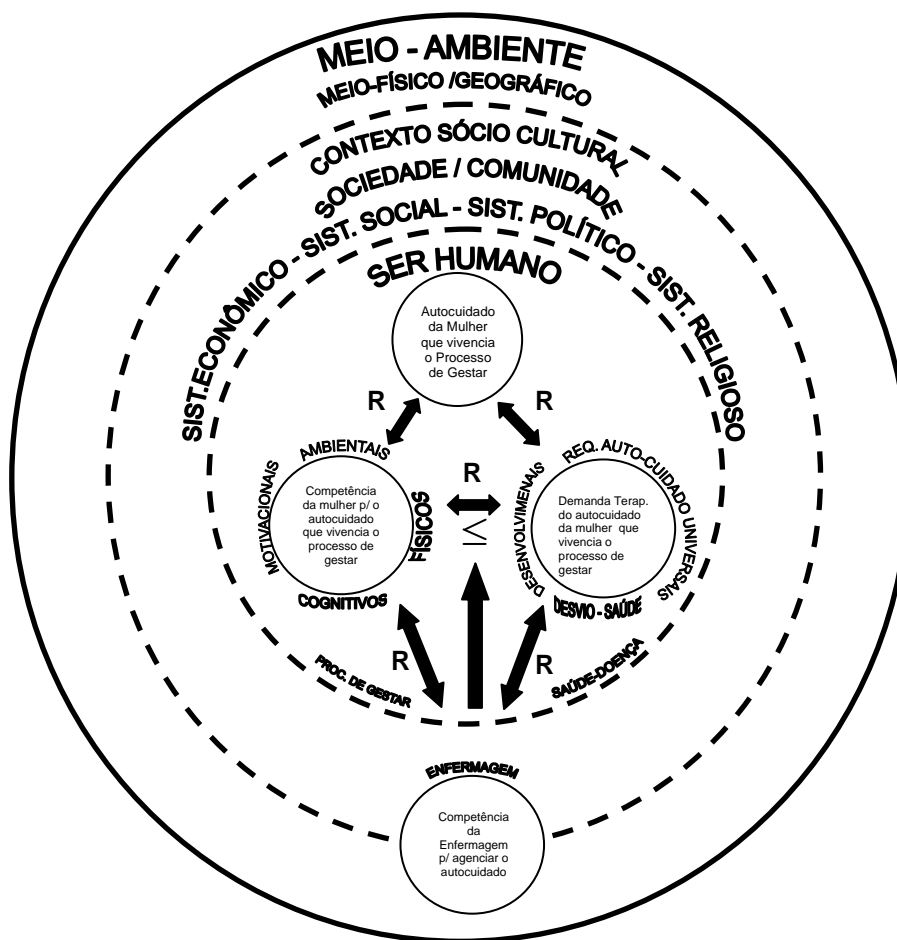 MEIO - AMBIENTE
MEIO-FÍSICO /GEOGRÁFICO
CONTEXTO SÓCIO CULTURAL
SOCIEDADE / COMUNIDADE
SIST.ECONÔMICO - SIST. SOCIAL - SIST. POLÍTICO - SIST. RELIGIOSO
SER HUMANO
Autocuidado
da Mulher
que vivencia
o Processo
de Gestar
R
R
AMBIENTAIS
MOTIVACIONAIS
FÍSICOS
COGNITIVOS
Competência
da mulher p/ o
autocuidado
que vivencia o
processo de
gestar
R
≤
DESENVOLVIMENAIS
REQ. AUTO-CUIDADO UNIVERSAIS
Demanda Terap.
do autocuidado
da mulher que
vivencia o
processo de
gestar
DESVIO - SAÚDE
R
R
PROC. DE GESTAR
SAÚDE-DOENÇA
ENFERMAGEM
Competência
da
Enfermagem
p/ agenciar o
autocuidado